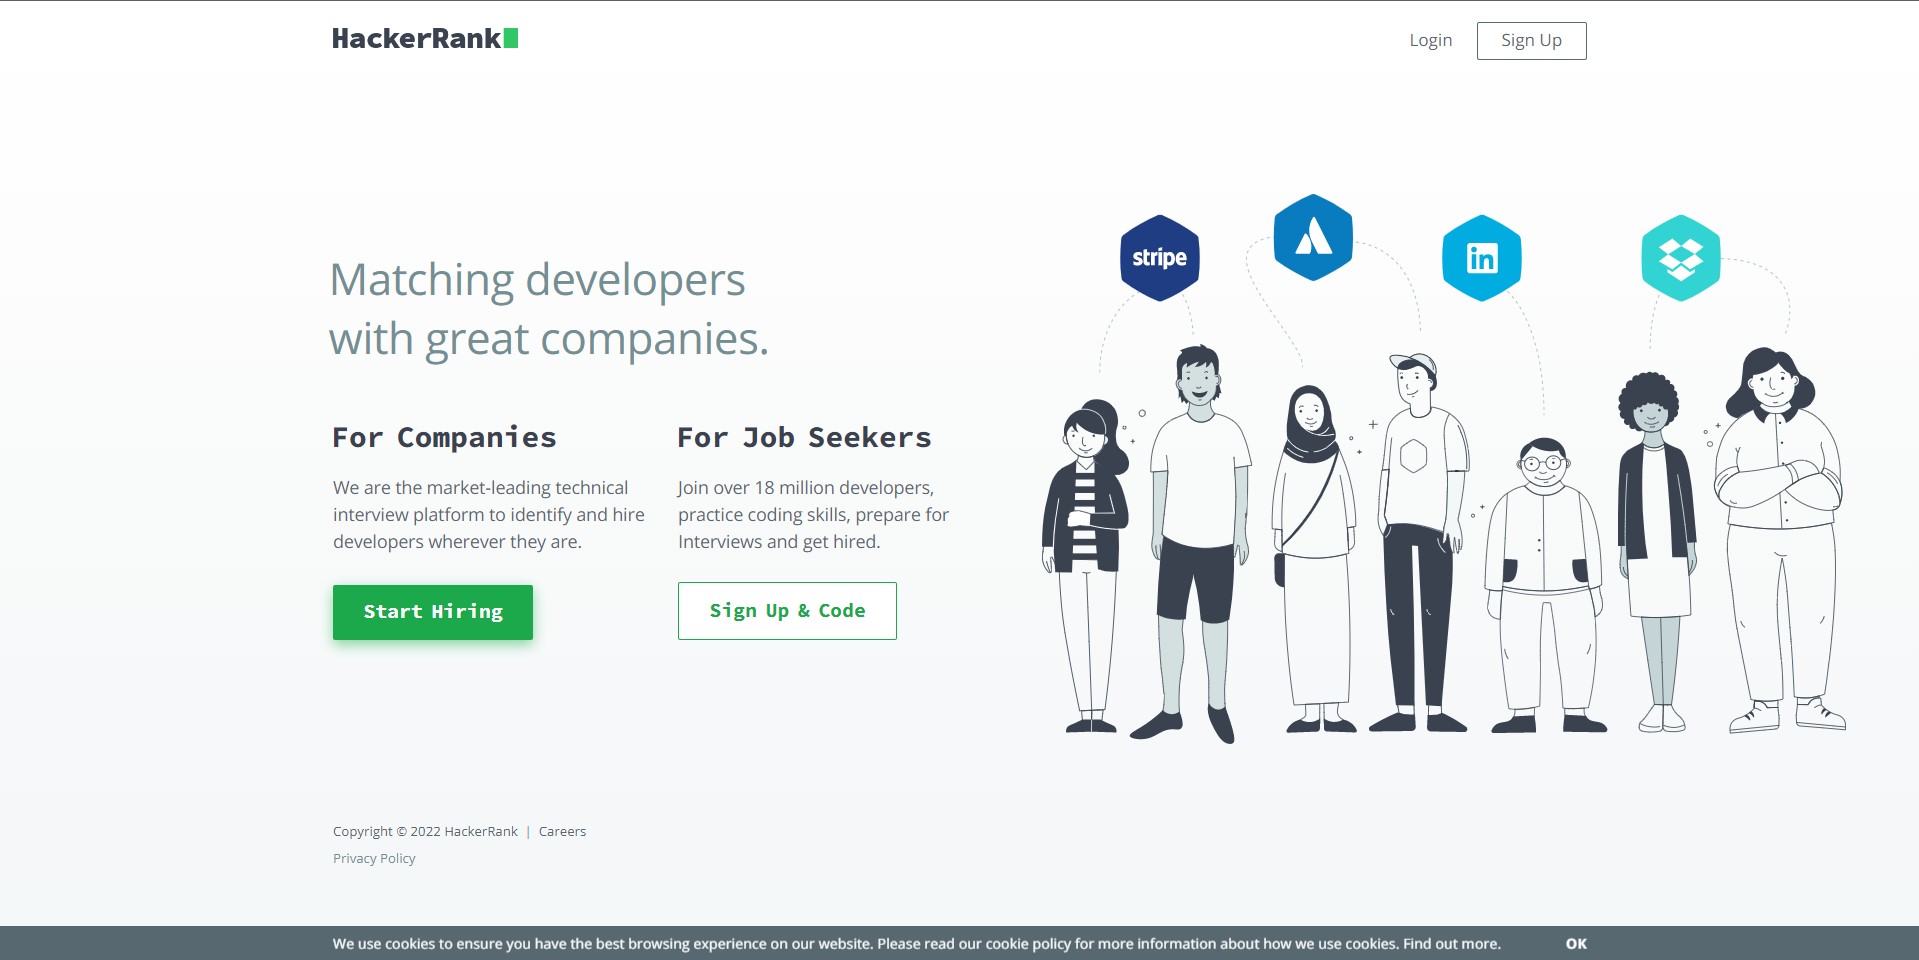 HackerRank
Login
Sign Up
stripe
in
Matching developers
with great companies.
For Companies
We are the market-leading technical
interview platform to identify and hire
developers wherever they are.
Start Hiring
For Job Seekers
Join over 18 million developers,
practice coding skills, prepare for
Interviews and get hired.
Sign Up & Code
Copyright © 2022 HackerRank | Careers
Privacy Policy
We use cookies to ensure you have the best browsing experience on our website. Please read our cookie policy for more information about how we use cookies. Find out more.
OK